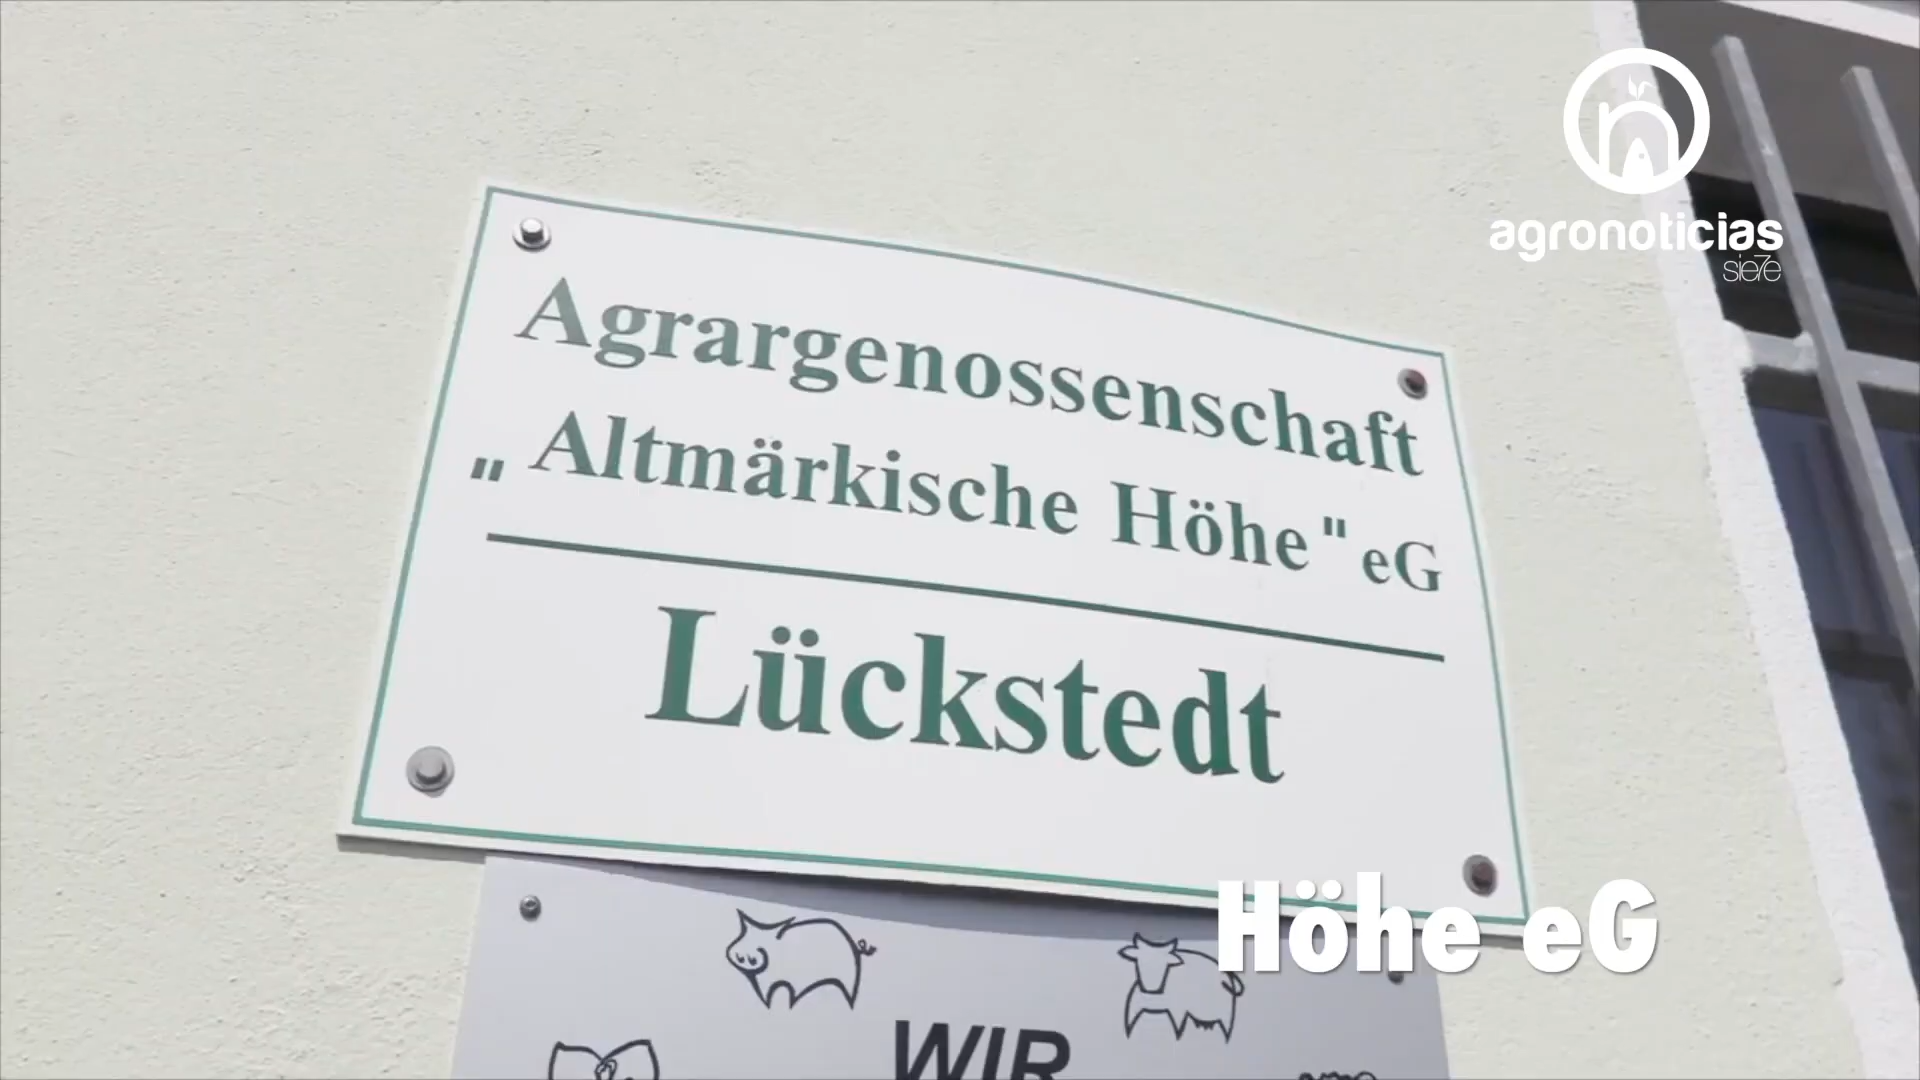 agronoticias
sie7e
Agrargenossenschaft
„Altmärkische Höhe" eG
Lückstedt
Höhe eG
WIR